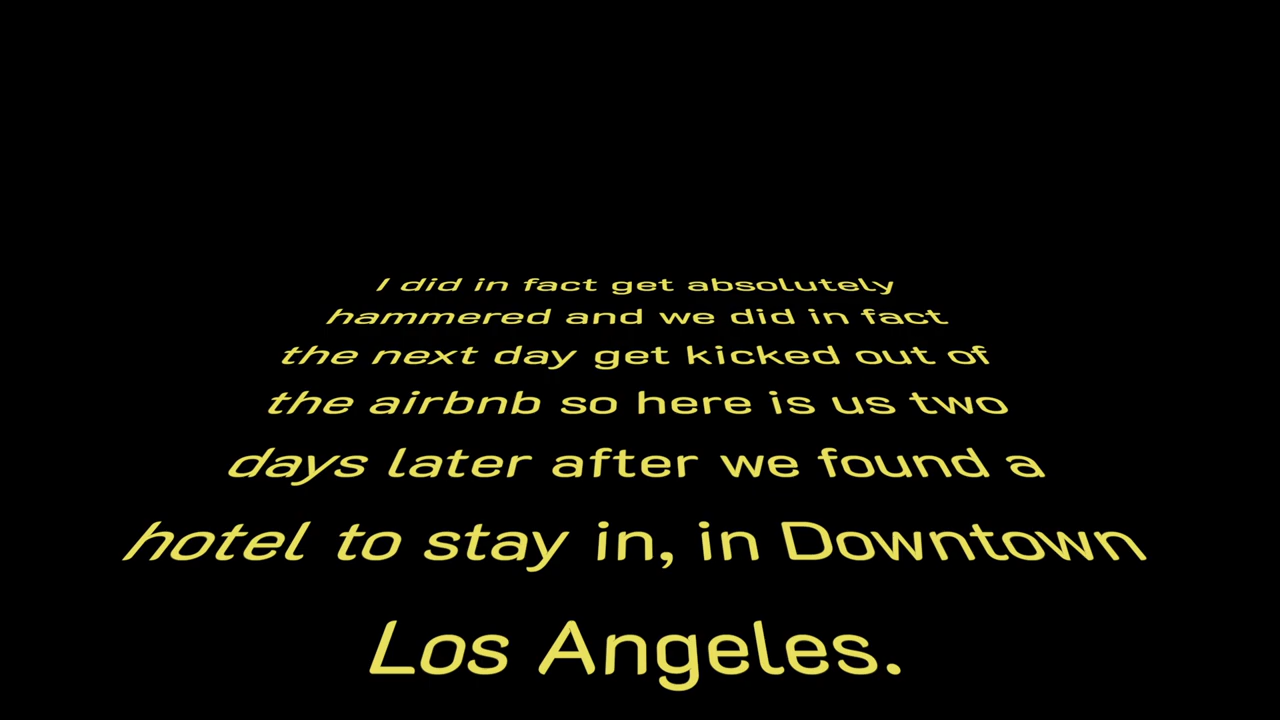 I did in fact get absolutely
hammered and we did in fact
the next day get kicked out of
the airbnb so here is us two
days later after we found a
hotel to stay in, in Downtown
Los Angeles.